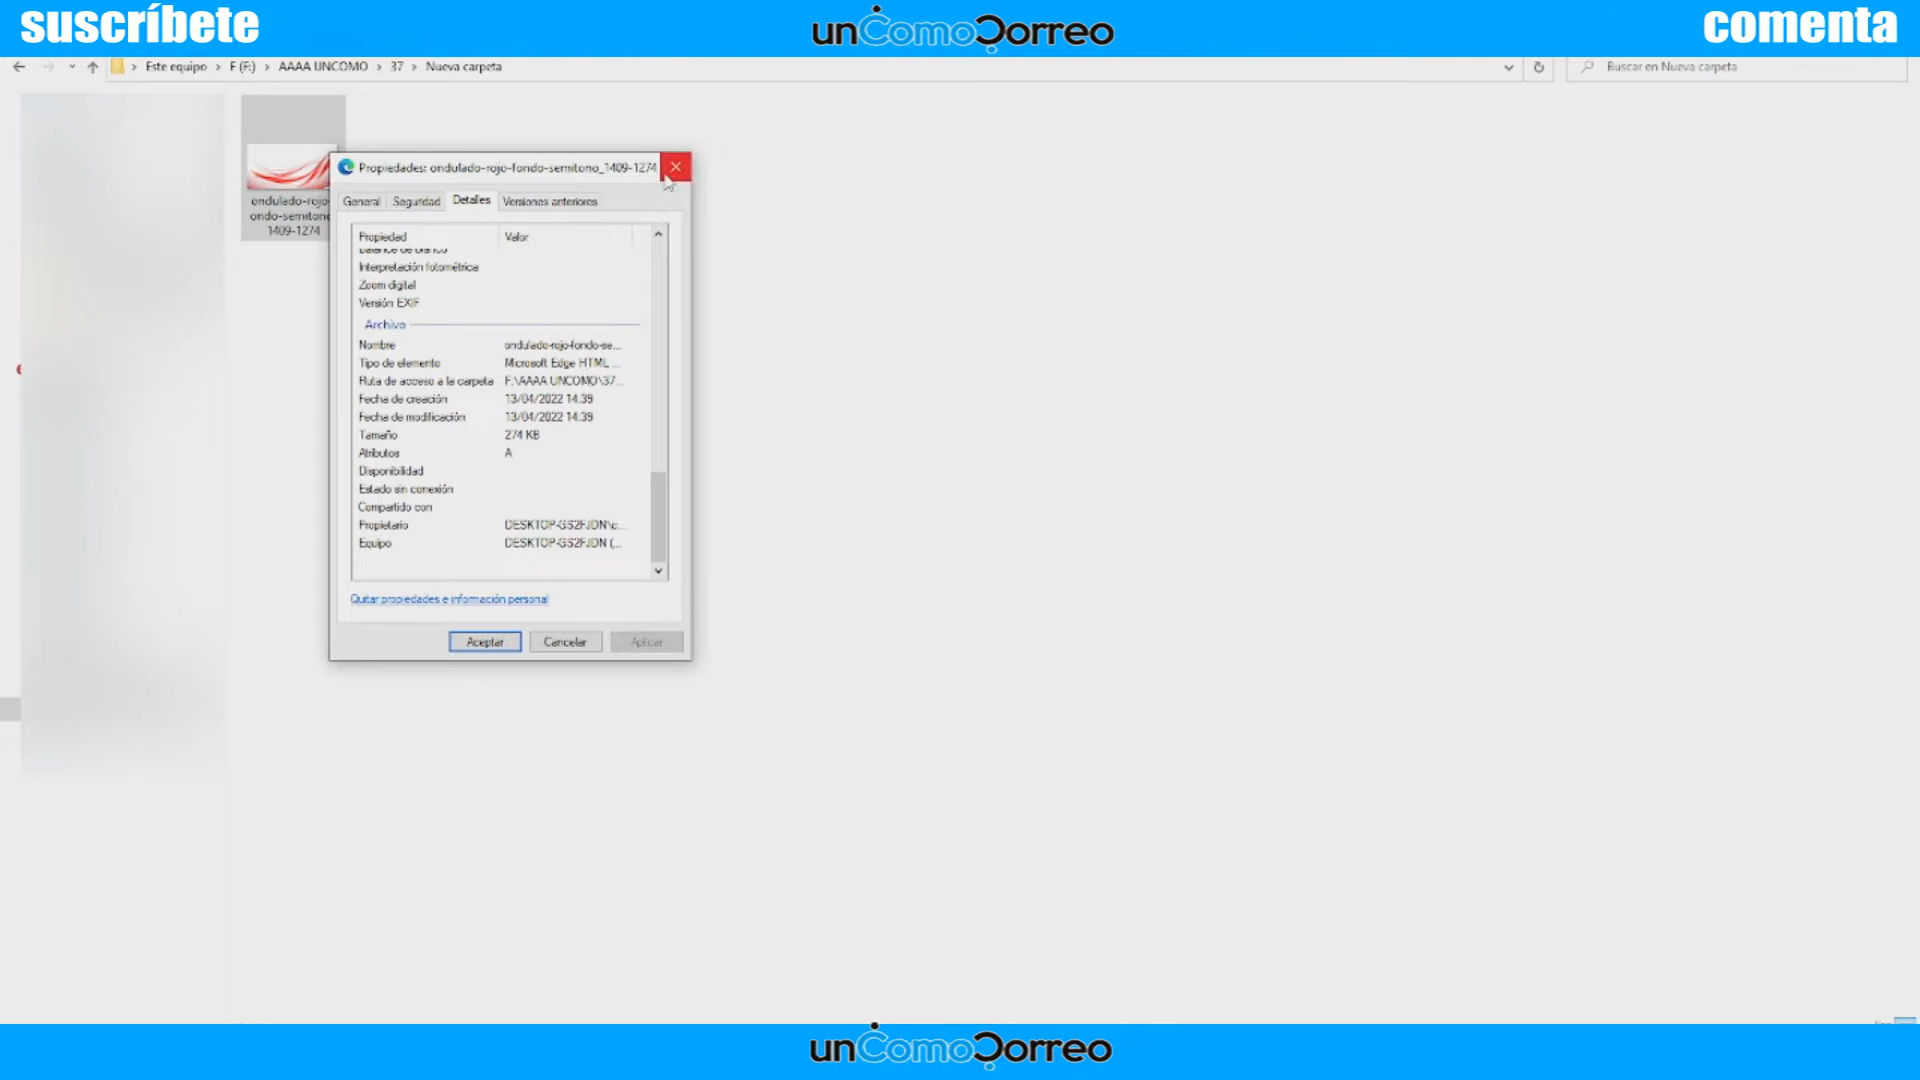 suscríbete
unComoCorreo
comenta
Este equipo > F (F:) > AAAA UNCOMO > 37 > Nueva carpeta
Buscar en Nueva carpeta
ondulado-rojo-
ondo-semitono
1409-1274
Propiedades: ondulado-rojo-fondo-semitono_1409-1274
General Seguridad Detalles Versiones anteriores
Propiedad Valor
Balance de blanco
Interpretación fotométrica
Zoom digital
Versión EXIF
Archivo
Nombre ondulado-rojo-fondo-se...
Tipo de elemento Microsoft Edge HTML ...
Ruta de acceso a la carpeta F:\AAAA UNCOMO\37...
Fecha de creación 13/04/2022 14:39
Fecha de modificación 13/04/2022 14:39
Tamaño 274 KB
Atributos A
Disponibilidad
Estado sin conexión
Compartido con
Propietario DESKTOP-GS2FJDN\c...
Equipo DESKTOP-GS2FJDN (...
Quitar propiedades e información personal
Aceptar Cancelar Aplicar
unComoCorreo